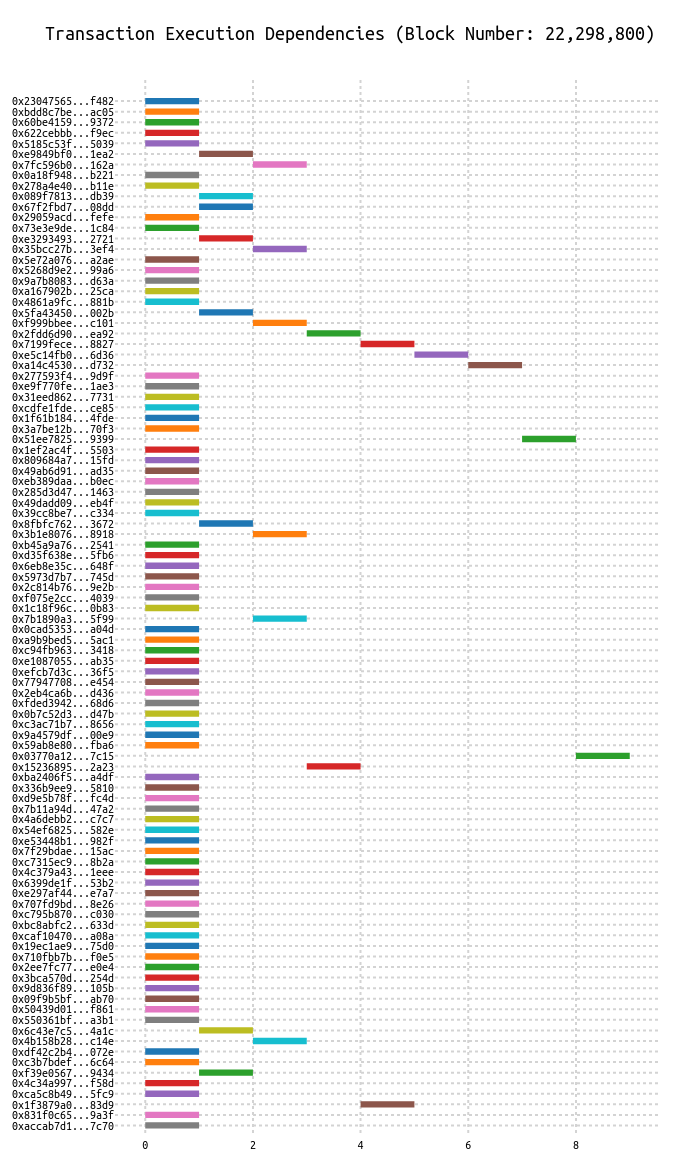 Transaction Execution Dependencies (Block Number: 22,298,800)
0x23047565...f482
0xbdd8c7be...ac05
0x60be4159...9372
0x622cebbb...f9ec
0x5185c53f...5039
0xe9849bf0...1ea2
0x7fc596b0...162a
0x0a18f948...b221
0x278a4e40...b11e
0x089f7813...db39
0x67f2fbd7...08dd
0x29059acd...fefe
0x73e3e9de...1c84
0xe3293493...2721
0x35bcc27b...3ef4
0x5e72a076...a2ae
0x5268d9e2...99a6
0x9a7b8083...d63a
0xa167902b...25ca
0x4861a9fc...881b
0x5fa43450...002b
0xf999bbee...c101
0x2fdd6d90...ea92
0x7199fece...8827
0xe5c14fb0...6d36
0xa14c4530...d732
0x277593f4...9d9f
0xe9f770fe...1ae3
0x31eed862...7731
0xcdfe1fde...ce85
0x1f61b184...4fde
0x3a7be12b...70f3
0x51ee7825...9399
0x1ef2ac4f...5503
0x809684a7...15fd
0x49ab6d91...ad35
0xeb389daa...b0ec
0x285d3d47...1463
0x49dadd09...eb4f
0x39cc8be7...c334
0x8fbfc762...3672
0x3b1e8076...8918
0xb45a9a76...2541
0xd35f638e...5fb6
0x6eb8e35c...648f
0x5973d7b7...745d
0x2c814b76...9e2b
0xf075e2cc...4039
0x1c18f96c...0b83
0x7b1890a3...5f99
0x0cad5353...a04d
0xa9b9bed5...5ac1
0xc94fb963...3418
0xe1087055...ab35
0xefcb7d3c...36f5
0x77947708...e454
0x2eb4ca6b...d436
0xfded3942...68d6
0x0b7c52d3...d47b
0xc3ac71b7...8656
0x9a4579df...00e9
0x59ab8e80...fba6
0x03770a12...7c15
0x15236895...2a23
0xba2406f5...a4df
0x336b9ee9...5810
0xd9e5b78f...fc4d
0x7b11a94d...47a2
0x4a6debb2...c7c7
0x54ef6825...582e
0xe53448b1...982f
0x7f29bdae...15ac
0xc7315ec9...8b2a
0x4c379a43...1eee
0x6399de1f...53b2
0xe297af44...e7a7
0x707fd9bd...8e26
0xc795b870...c030
0xbc8abfc2...633d
0xcaf10470...a08a
0x19ec1ae9...75d0
0x710fbb7b...f0e5
0x2ee7fc77...e0e4
0x3bca570d...254d
0x9d836f89...105b
0x09f9b5bf...ab70
0x50439d01...f861
0x550361bf...a3b1
0x6c43e7c5...4a1c
0x4b158b28...c14e
0xdf42c2b4...072e
0xc3b7bdef...6c64
0xf39e0567...9434
0x4c34a997...f58d
0xca5c8b49...5fc9
0x1f3879a0...83d9
0x831f0c65...9a3f
0xaccab7d1...7c70
0 2 4 6 8